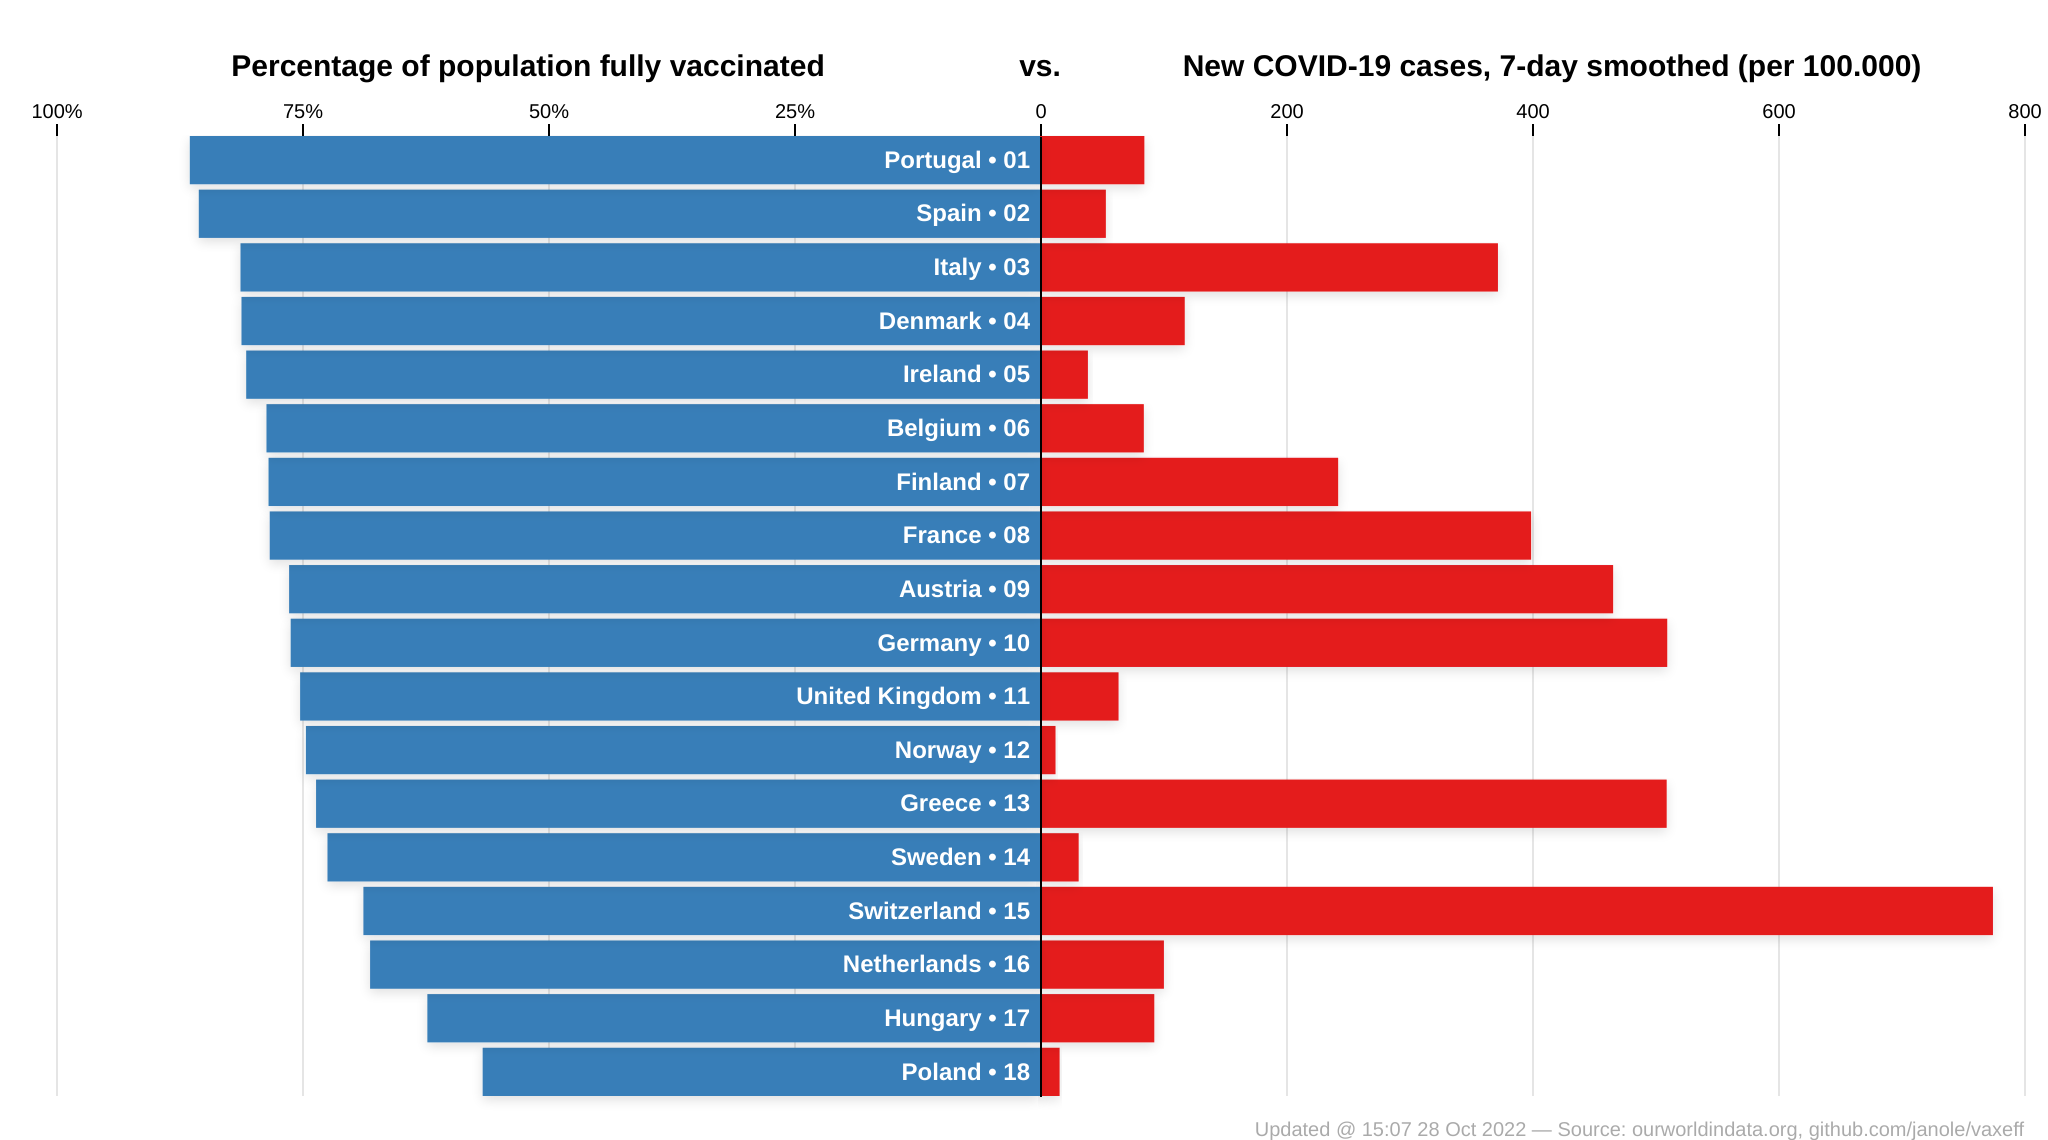 Percentage of population fully vaccinated vs. New COVID-19 cases, 7-day smoothed (per 100.000)
100% 75% 50% 25% 0 200 400 600 800
Portugal • 01
Spain • 02
Italy • 03
Denmark • 04
Ireland • 05
Belgium • 06
Finland • 07
France • 08
Austria • 09
Germany • 10
United Kingdom • 11
Norway • 12
Greece • 13
Sweden • 14
Switzerland • 15
Netherlands • 16
Hungary • 17
Poland • 18
Updated @ 15:07 28 Oct 2022 — Source: ourworldindata.org, github.com/janole/vaxeff